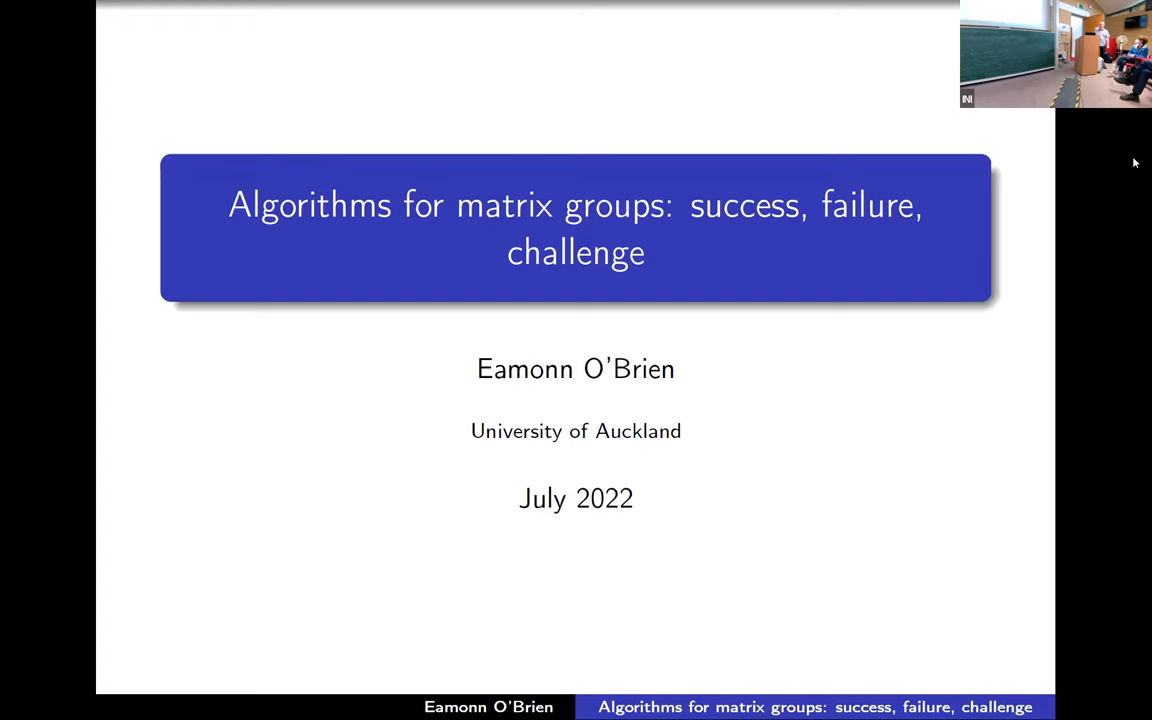 INI
Algorithms for matrix groups: success, failure,
challenge
Eamonn O'Brien
University of Auckland
July 2022
Eamonn O'Brien
Algorithms for matrix groups: success, failure, challenge